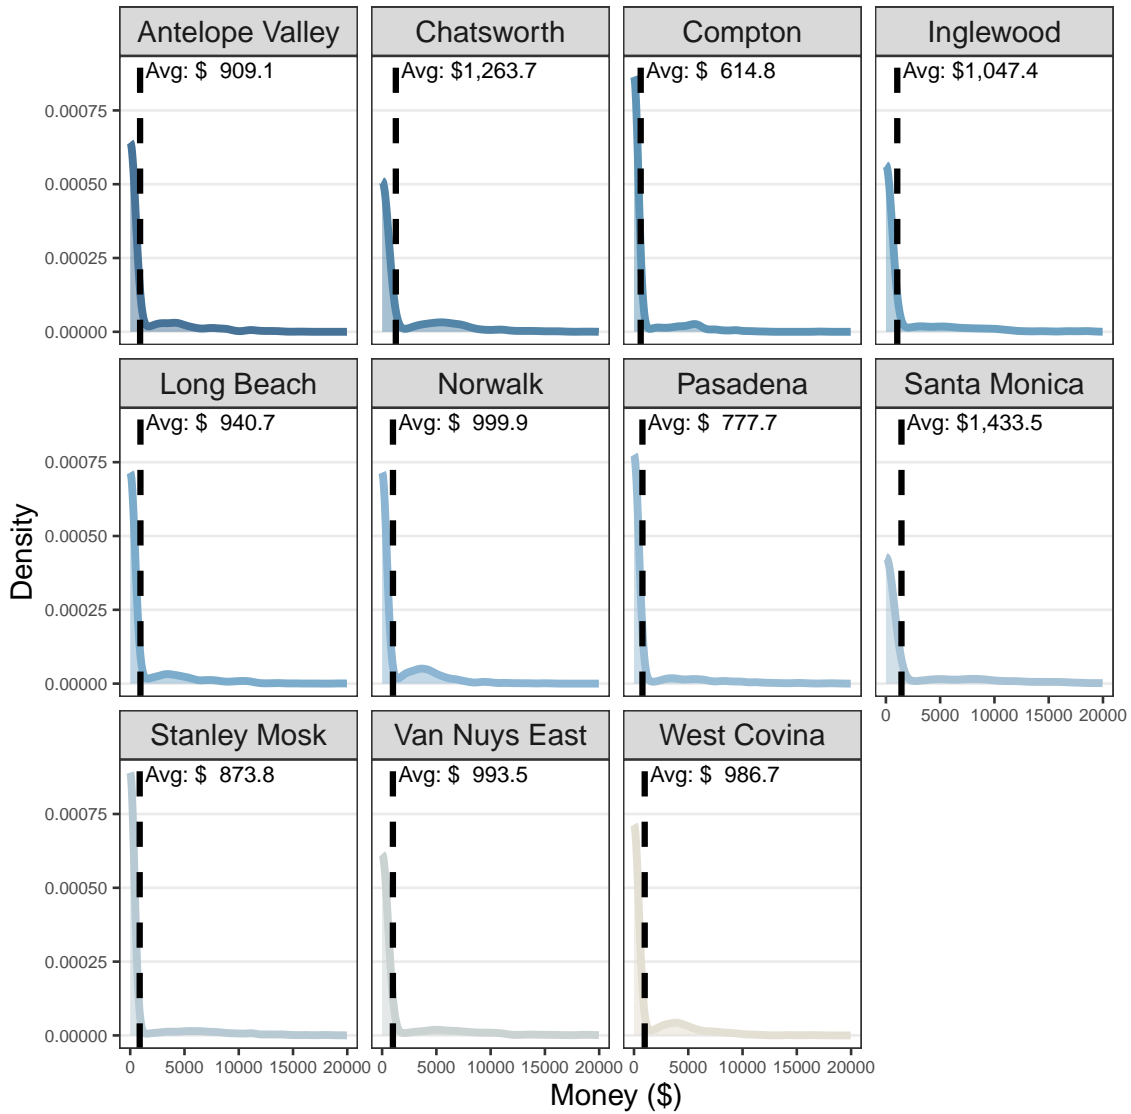 Antelope Valley Chatsworth Compton Inglewood
Avg: $  909.1 Avg: $1,263.7 Avg: $  614.8 Avg: $1,047.4
0.00075
0.00050
0.00025
0.00000
Long Beach Norwalk Pasadena Santa Monica
Avg: $  940.7 Avg: $  999.9 Avg: $  777.7 Avg: $1,433.5
0.00075
0.00050
0.00025
0.00000
0 5000 10000 15000 20000
Density
Stanley Mosk Van Nuys East West Covina
Avg: $  873.8 Avg: $  993.5 Avg: $  986.7
0.00075
0.00050
0.00025
0.00000
0 5000 10000 15000 20000 0 5000 10000 15000 20000 0 5000 10000 15000 20000
Money ($)